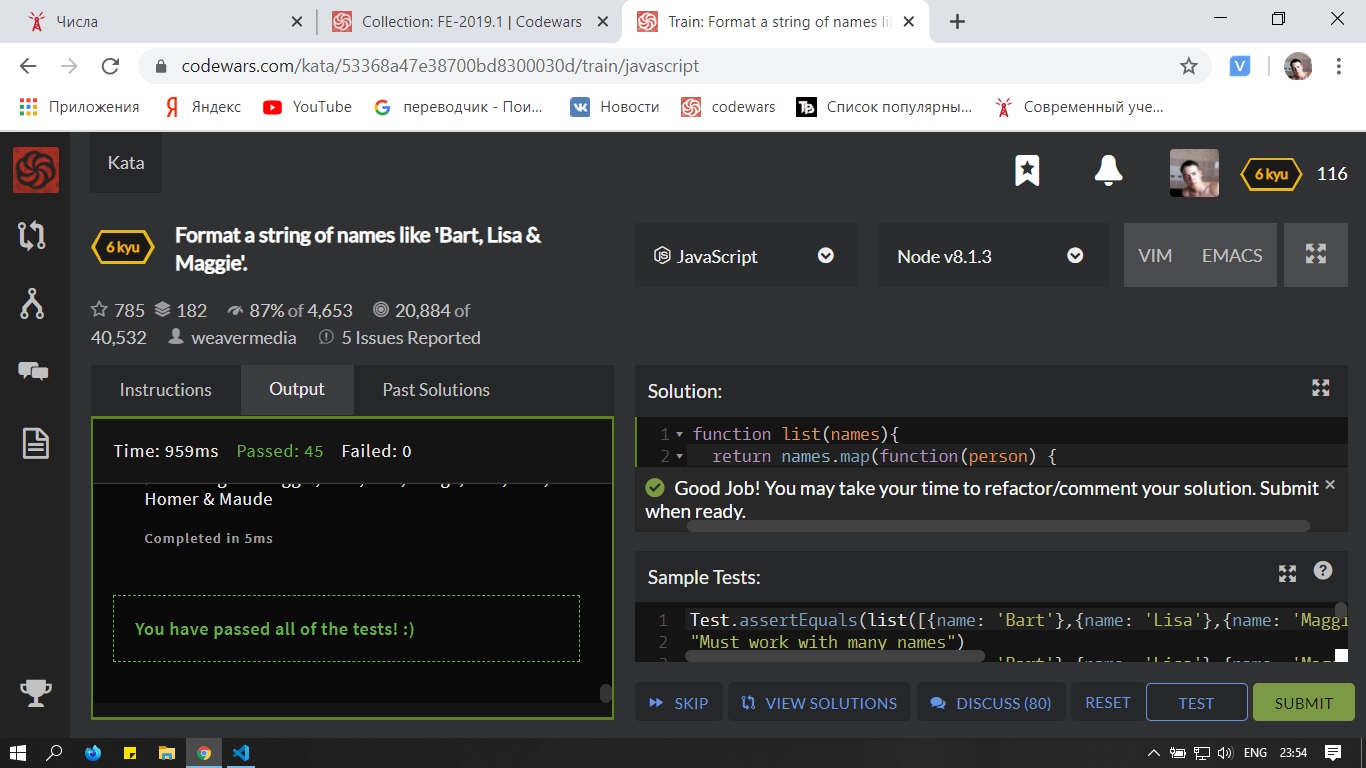 Числа
Collection: FE-2019.1 | Codewars
Train: Format a string of names li
codewars.com/kata/53368a47e38700bd8300030d/train/javascript
Приложения
Яндекс
YouTube
переводчик - Пои...
Новости
codewars
Список популярны...
Современный уче...
Kata
6 kyu
116
6 kyu
Format a string of names like 'Bart, Lisa &
Maggie'.
785 182 87% of 4,653 20,884 of
40,532 weavermedia 5 Issues Reported
JavaScript
Node v8.1.3
VIM EMACS
Instructions
Output
Past Solutions
Time: 959ms Passed: 45 Failed: 0
Homer & Maude
Completed in 5ms
You have passed all of the tests! :)
Solution:
1 function list(names){
2 return names.map(function(person) {
Good Job! You may take your time to refactor/comment your solution. Submit
when ready.
Sample Tests:
1 Test.assertEquals(list([{name: 'Bart'},{name: 'Lisa'},{name: 'Maggi
2 "Must work with many names")
SKIP
VIEW SOLUTIONS
DISCUSS (80)
RESET
TEST
SUBMIT
ENG 23:54